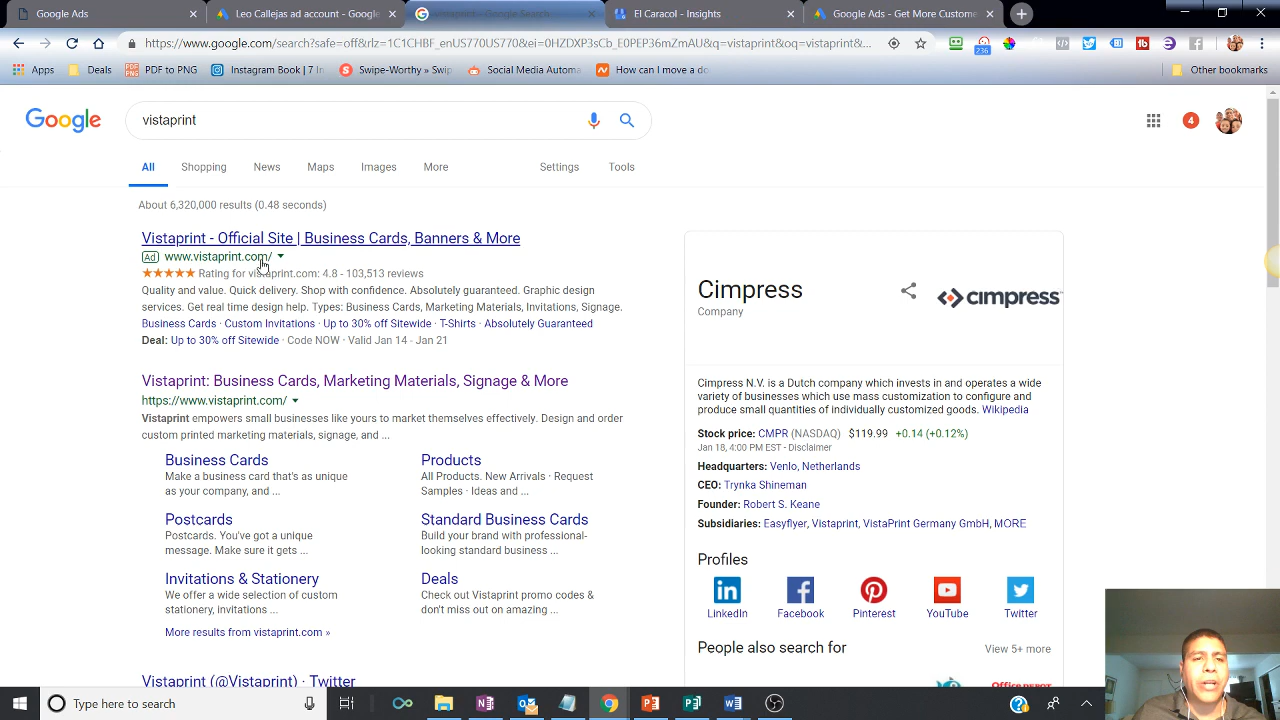 Google Ads
Leo Callejas ad account - Google
vistaprint - Google Search
El Caracol - Insights
Google Ads - Get More Custome
https://www.google.com/search?safe=off&rlz=1C1CHBF_enUS770US770&ei=0HZDXP3sCb_E0PEP36mZmAU&q=vistaprint&oq=vistaprint&...
236
Apps
Deals
PDF to PNG
Instagram Book | 7 In
Swipe-Worthy » Swip
Social Media Automa
How can I move a do
Other bookmarks
Google
vistaprint
4
All
Shopping
News
Maps
Images
More
Settings
Tools
About 6,320,000 results (0.48 seconds)
Vistaprint - Official Site | Business Cards, Banners & More
Ad www.vistaprint.com/
Rating for vistaprint.com: 4.8 - 103,513 reviews
Quality and value. Quick delivery. Shop with confidence. Absolutely guaranteed. Graphic design
services. Get real time design help. Types: Business Cards, Marketing Materials, Invitations, Signage.
Business Cards · Custom Invitations · Up to 30% off Sitewide · T-Shirts · Absolutely Guaranteed
Deal: Up to 30% off Sitewide · Code NOW · Valid Jan 14 - Jan 21
Vistaprint: Business Cards, Marketing Materials, Signage & More
https://www.vistaprint.com/
Vistaprint empowers small businesses like yours to market themselves effectively. Design and order
custom printed marketing materials, signage, and ...
Business Cards
Make a business card that's as unique
as your company, and ...
Products
All Products. New Arrivals · Request
Samples · Ideas and ...
Postcards
Postcards. You've got a unique
message. Make sure it gets ...
Standard Business Cards
Build your brand with professional-
looking standard business ...
Invitations & Stationery
We offer a wide selection of custom
stationery, invitations ...
Deals
Check out Vistaprint promo codes &
don't miss out on amazing ...
More results from vistaprint.com »
Vistaprint (@Vistaprint) · Twitter
Cimpress
Company
cimpress
Cimpress N.V. is a Dutch company which invests in and operates a wide
variety of businesses which use mass customization to configure and
produce small quantities of individually customized goods. Wikipedia
Stock price: CMPR (NASDAQ) $119.99 +0.14 (+0.12%)
Jan 18, 4:00 PM EST - Disclaimer
Headquarters: Venlo, Netherlands
CEO: Trynka Shineman
Founder: Robert S. Keane
Subsidiaries: Easyflyer, Vistaprint, VistaPrint Germany GmbH, MORE
Profiles
LinkedIn
Facebook
Pinterest
YouTube
Twitter
People also search for
View 5+ more
Office DEPOT
Type here to search